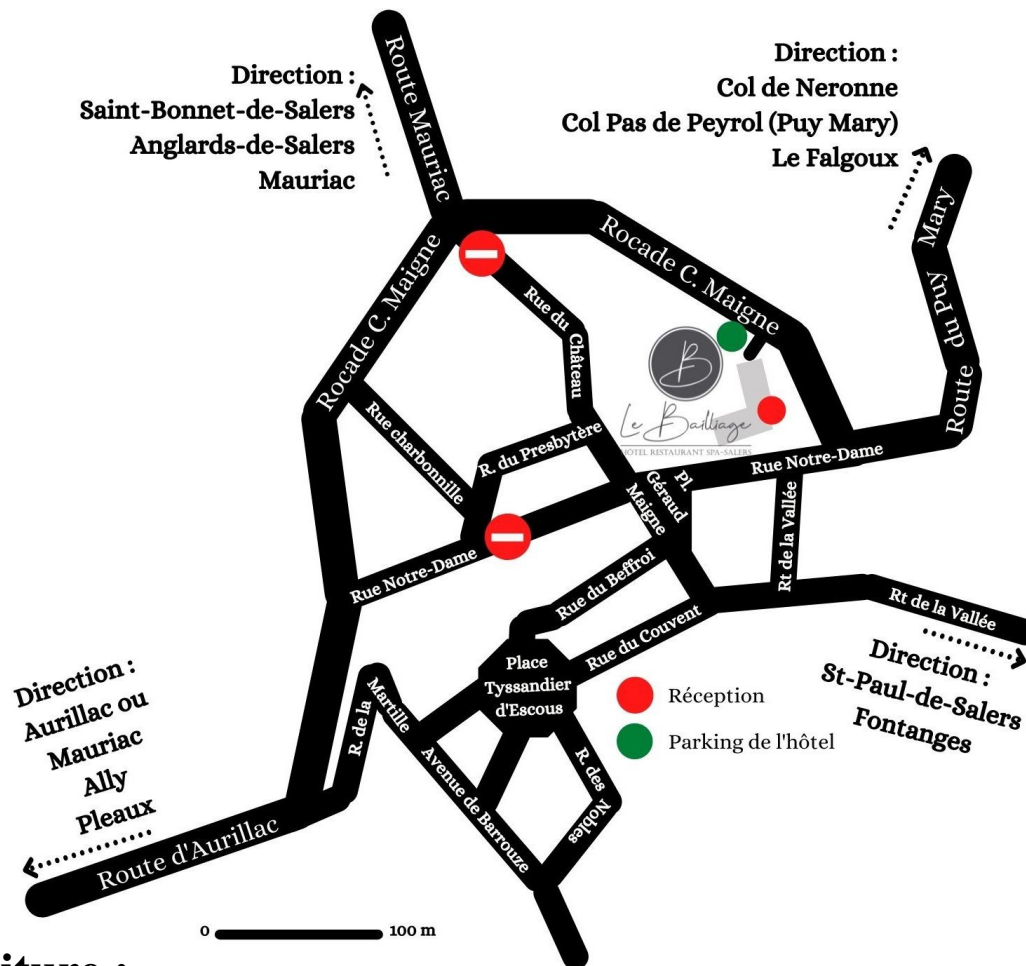 Direction :
Saint-Bonnet-de-Salers
Anglards-de-Salers
Mauriac
Route Mauriac
Direction :
Col de Neronne
Col Pas de Peyrol (Puy Mary)
Le Falgoux
Route du Puy Mary
Rocade C. Maigne
Rocade C. Maigne
Rue du Château
B
Le Bailliage
HÔTEL RESTAURANT SPA-SALERS
Rue charbonnille
R. du Presbytère
Rue Notre-Dame
Pl. Géraud Maigne
Rue Notre-Dame
Rt de la Vallée
Rue du Beffroi
Rue du Couvent
Rt de la Vallée
Direction :
St-Paul-de-Salers
Fontanges
Place
Tyssandier
d'Escous
Réception
Parking de l'hôtel
R. de la Martille
Avenue de Barrouze
R. des Nobles
Direction :
Aurillac ou
Mauriac
Ally
Pleaux
Route d'Aurillac
0 100 m